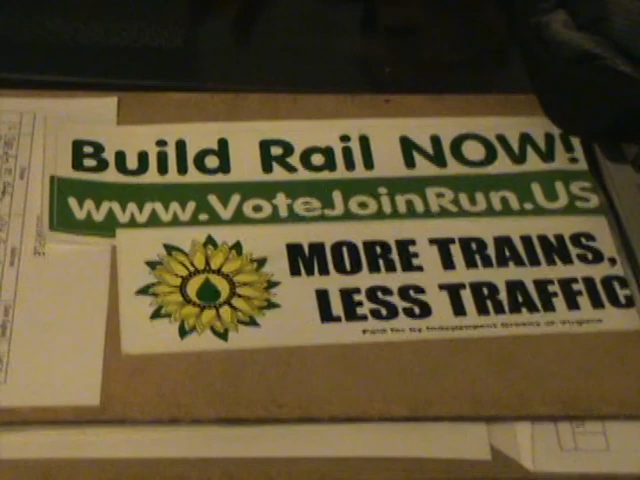 Build Rail NOW!
www.VoteJoinRun.US
MORE TRAINS,
LESS TRAFFIC
Paid for by Independent Greens of Virginia